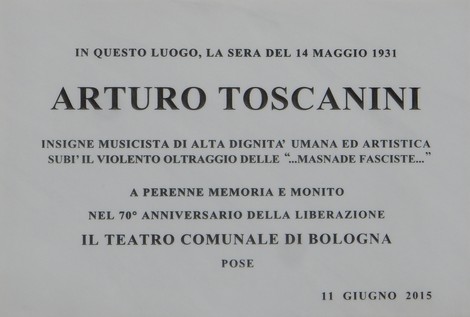 IN QUESTO LUOGO, LA SERA DEL 14 MAGGIO 1931
ARTURO TOSCANINI
INSIGNE MUSICISTA DI ALTA DIGNITA' UMANA ED ARTISTICA
SUBI' IL VIOLENTO OLTRAGGIO DELLE “...MASNADE FASCISTE...”
A PERENNE MEMORIA E MONITO
NEL 70° ANNIVERSARIO DELLA LIBERAZIONE
IL TEATRO COMUNALE DI BOLOGNA
POSE
11 GIUGNO 2015